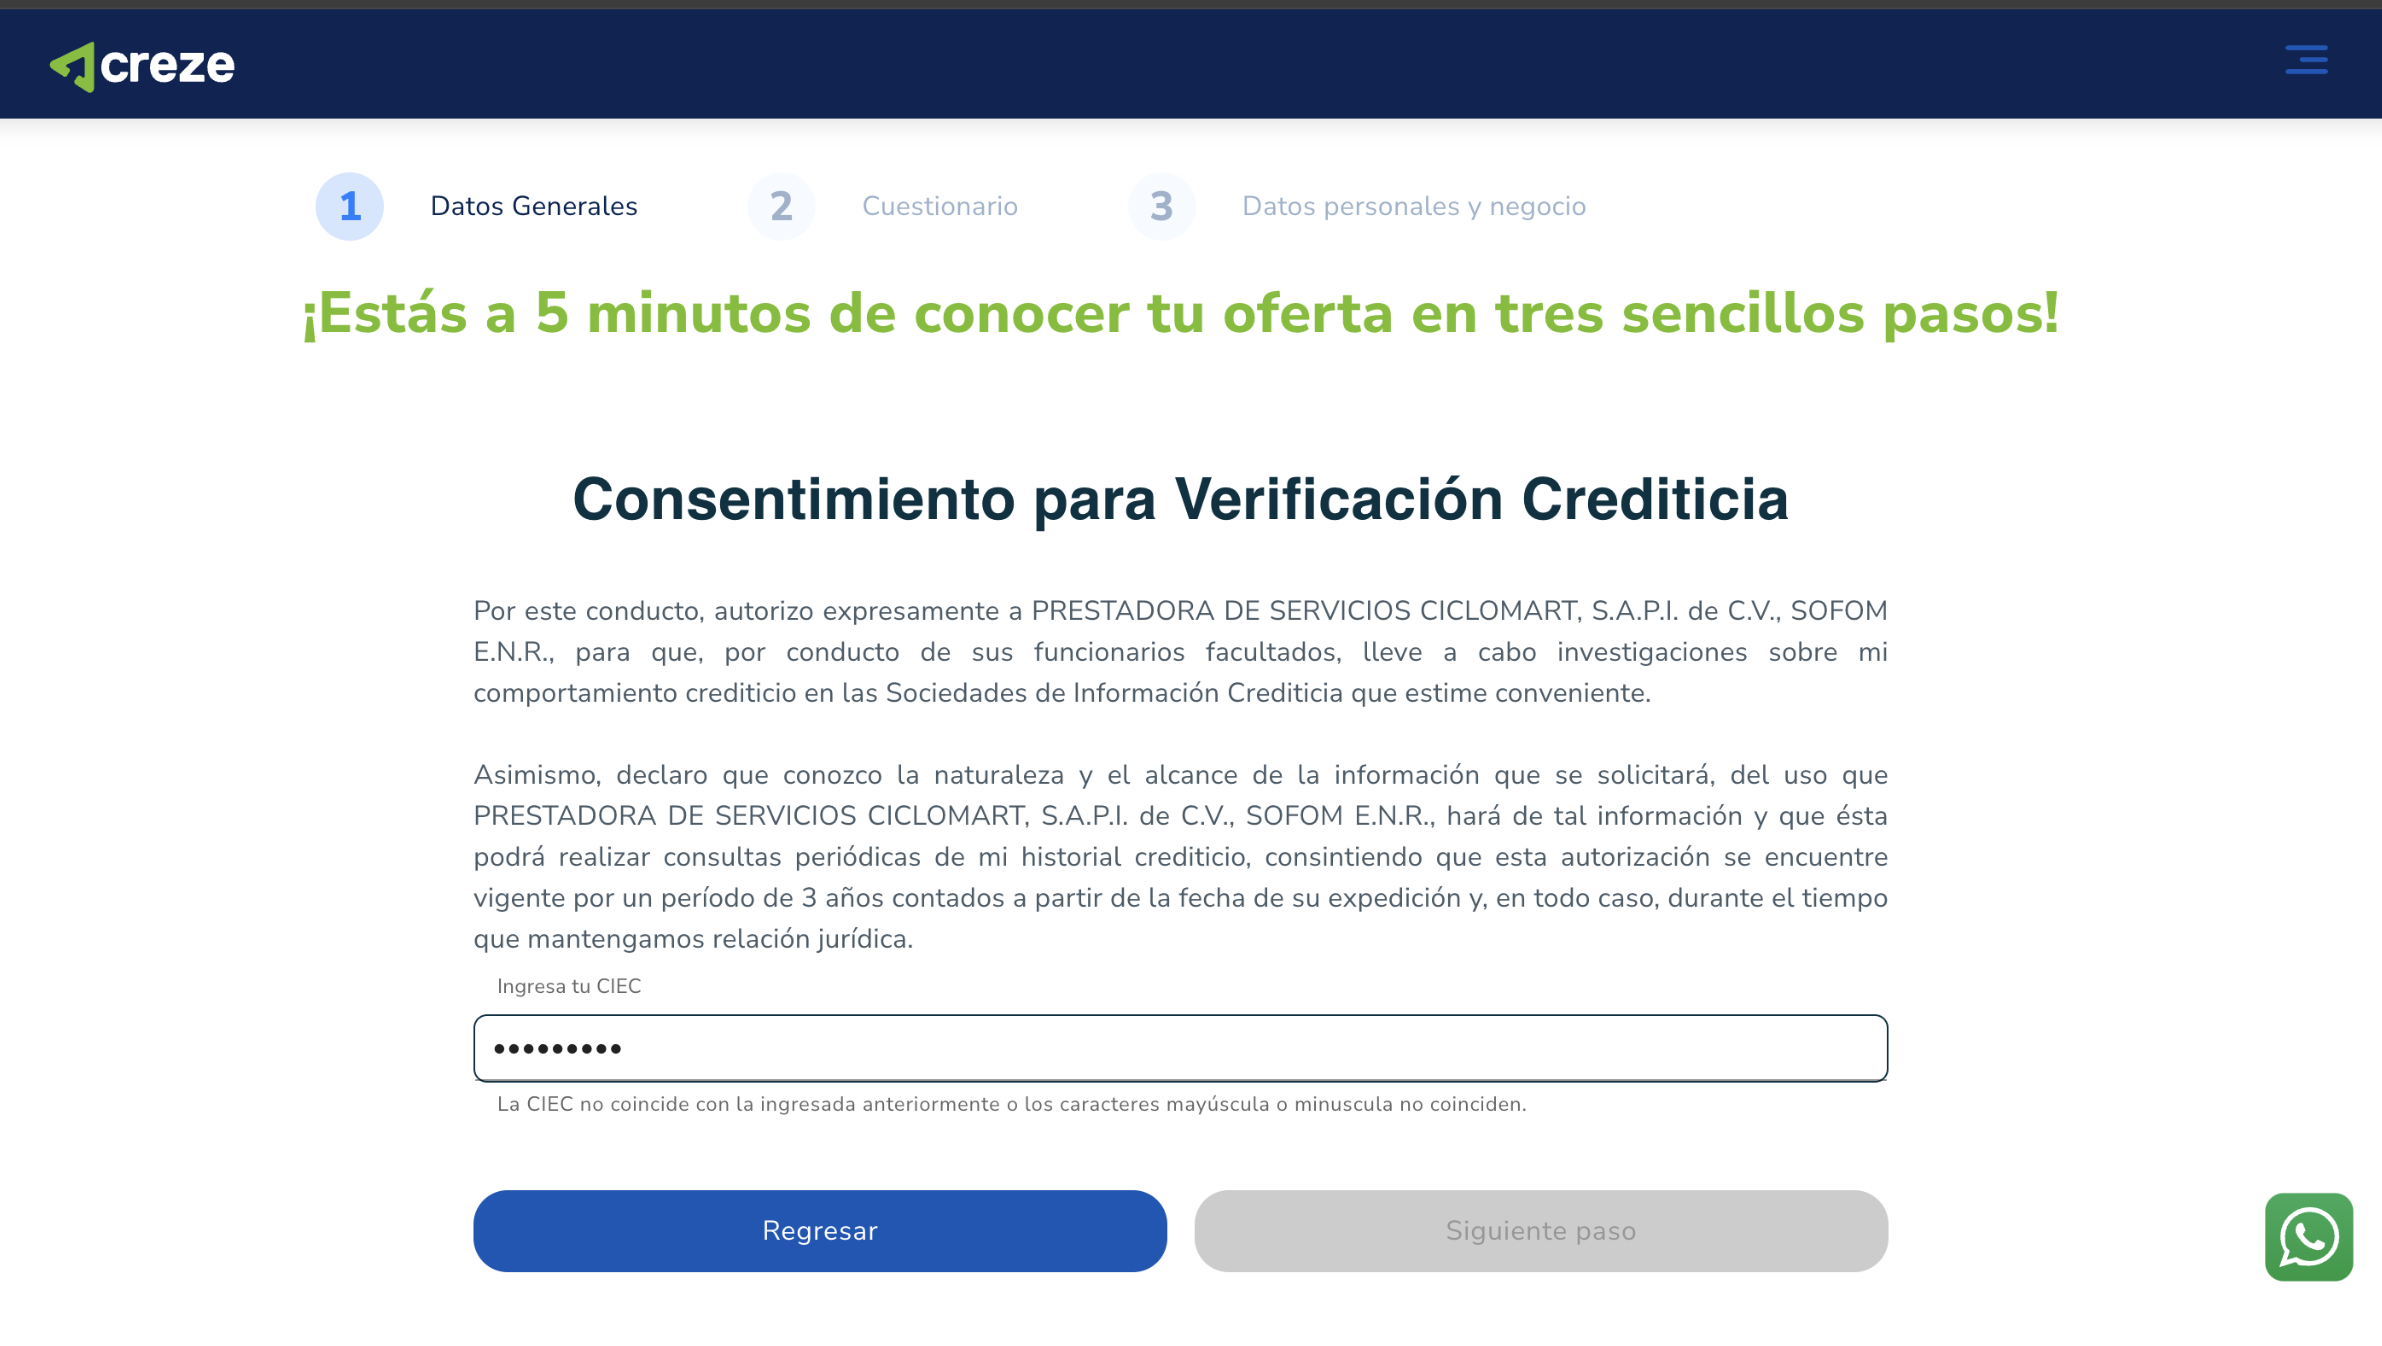 creze
1 Datos Generales 2 Cuestionario 3 Datos personales y negocio
¡Estás a 5 minutos de conocer tu oferta en tres sencillos pasos!
Consentimiento para Verificación Crediticia
Por este conducto, autorizo expresamente a PRESTADORA DE SERVICIOS CICLOMART, S.A.P.I. de C.V., SOFOM
E.N.R., para que, por conducto de sus funcionarios facultados, lleve a cabo investigaciones sobre mi
comportamiento crediticio en las Sociedades de Información Crediticia que estime conveniente.
Asimismo, declaro que conozco la naturaleza y el alcance de la información que se solicitará, del uso que
PRESTADORA DE SERVICIOS CICLOMART, S.A.P.I. de C.V., SOFOM E.N.R., hará de tal información y que ésta
podrá realizar consultas periódicas de mi historial crediticio, consintiendo que esta autorización se encuentre
vigente por un período de 3 años contados a partir de la fecha de su expedición y, en todo caso, durante el tiempo
que mantengamos relación jurídica.
Ingresa tu CIEC
•••••••••
La CIEC no coincide con la ingresada anteriormente o los caracteres mayúscula o minuscula no coinciden.
Regresar Siguiente paso